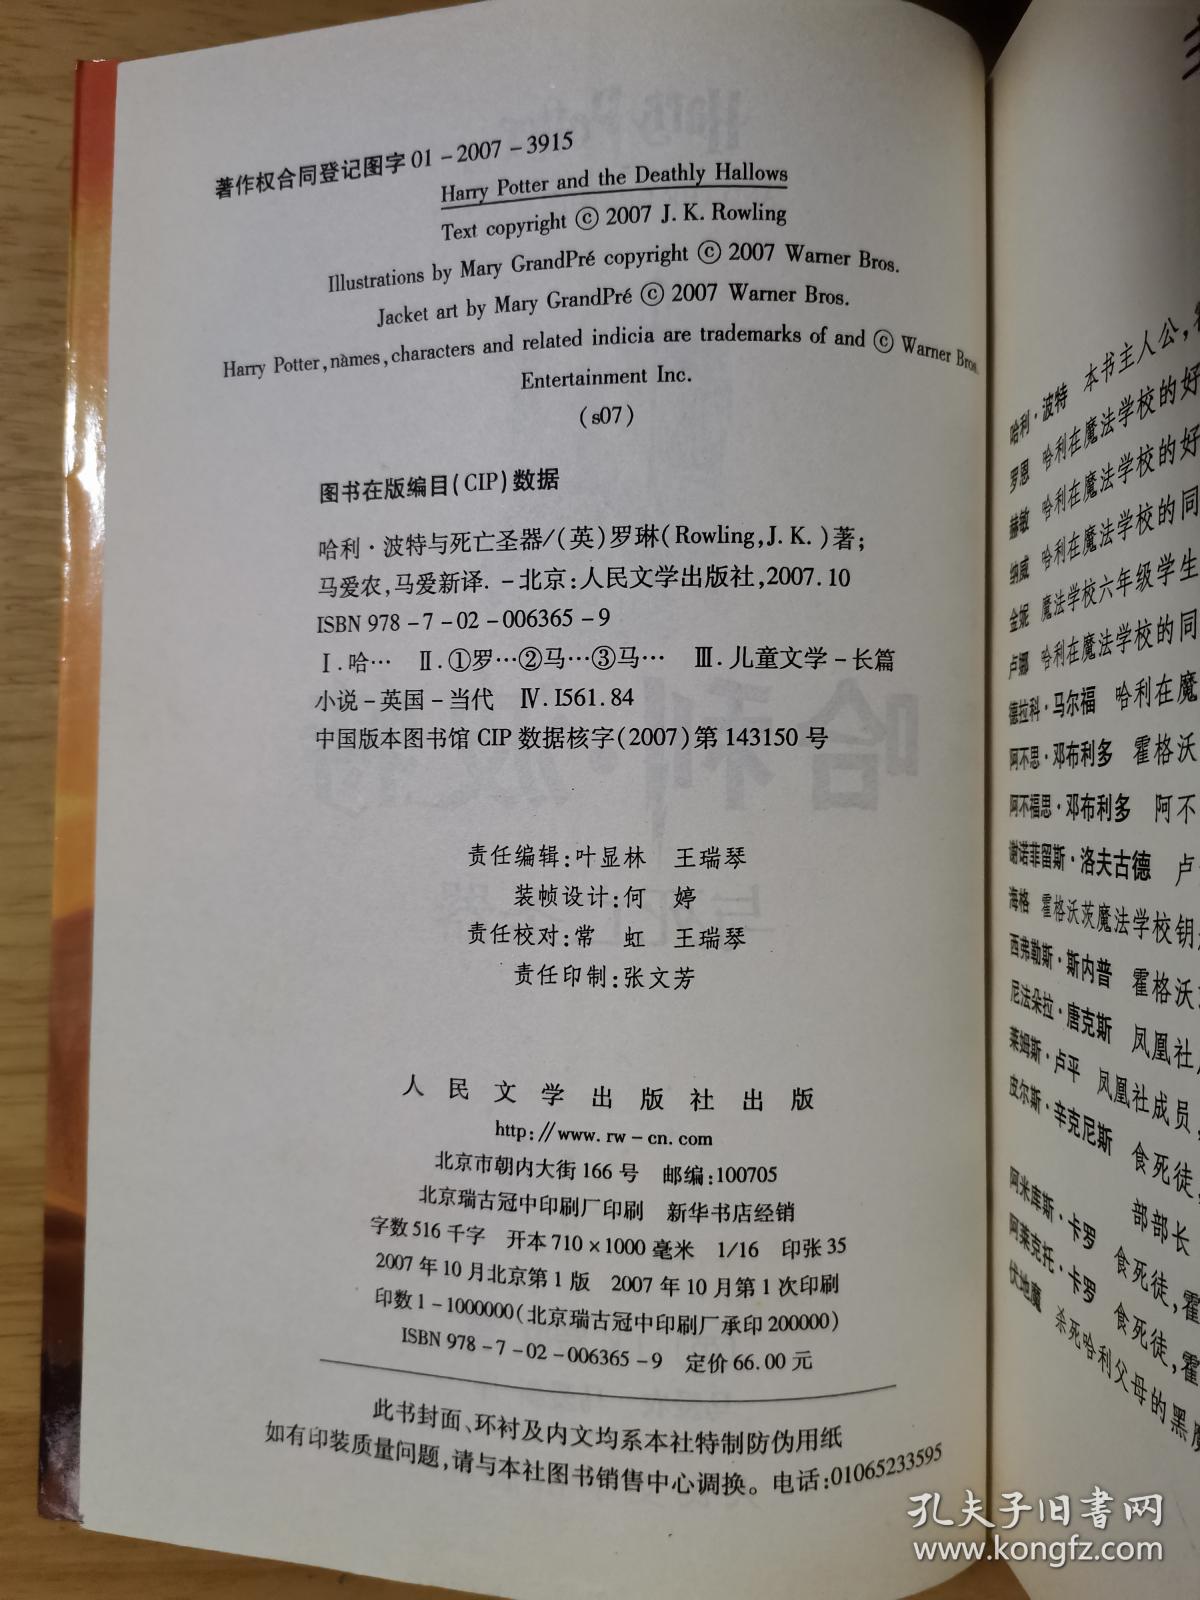 著作权合同登记图字 01 - 2007 - 3915
Harry Potter and the Deathly Hallows
Text copyright © 2007 J. K. Rowling
Illustrations by Mary GrandPré copyright © 2007 Warner Bros.
Jacket art by Mary GrandPré © 2007 Warner Bros.
Harry Potter, names, characters and related indicia are trademarks of and © Warner Bros.
Entertainment Inc.
(s07)
图书在版编目(CIP)数据
哈利·波特与死亡圣器/(英)罗琳(Rowling,J.K.)著;
马爱农,马爱新译. -北京:人民文学出版社,2007.10
ISBN 978-7-02-006365-9
Ⅰ.哈… Ⅱ.①罗…②马…③马… Ⅲ.儿童文学-长篇
小说-英国-当代 Ⅳ.I561.84
中国版本图书馆 CIP 数据核字(2007)第 143150 号
责任编辑:叶显林 王瑞琴
装帧设计:何 婷
责任校对:常 虹 王瑞琴
责任印制:张文芳
人民文学出版社出版
http://www.rw-cn.com
北京市朝内大街 166 号 邮编:100705
北京瑞古冠中印刷厂印刷 新华书店经销
字数 516 千字 开本 710×1000 毫米 1/16 印张 35
2007 年 10 月北京第 1 版 2007 年 10 月第 1 次印刷
印数 1-1000000(北京瑞古冠中印刷厂承印 200000)
ISBN 978-7-02-006365-9 定价 66.00 元
此书封面、环衬及内文均系本社特制防伪用纸
如有印装质量问题,请与本社图书销售中心调换。电话:01065233595
哈利·波特 本书主人公,
罗恩 哈利在魔法学校的好
赫敏 哈利在魔法学校的好
纳威 哈利在魔法学校的同
金妮 魔法学校六年级学生
卢娜 哈利在魔法学校的同
德拉科·马尔福 哈利在魔
阿不思·邓布利多 霍格沃
阿不福思·邓布利多 阿不
谢诺菲留斯·洛夫古德 卢
海格 霍格沃茨魔法学校钥
西弗勒斯·斯内普 霍格沃
尼法朵拉·唐克斯 凤凰社
莱姆斯·卢平 凤凰社成员,
皮尔斯·辛克尼斯 食死徒,
部部长
阿米库斯·卡罗 食死徒,霍
阿莱克托·卡罗 食死徒,霍
伏地魔 杀死哈利父母的黑魔
孔夫子旧书网
www.kongfz.com